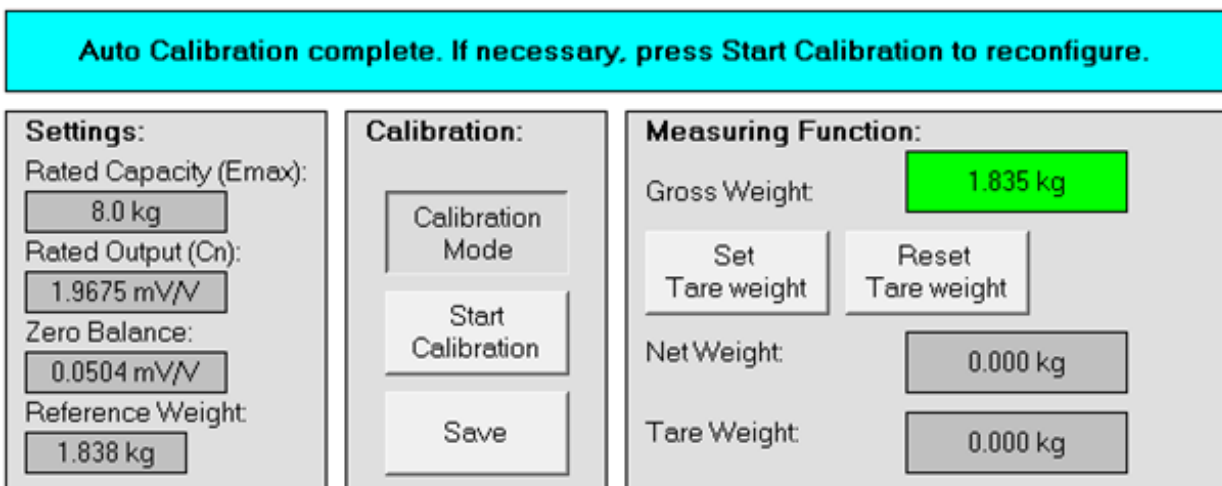 Auto Calibration complete. If necessary, press Start Calibration to reconfigure.
Settings:
Rated Capacity (Emax):
8.0 kg
Rated Output (Cn):
1.9675 mV/V
Zero Balance:
0.0504 mV/V
Reference Weight:
1.838 kg
Calibration:
Calibration
Mode
Start
Calibration
Save
Measuring Function:
Gross Weight:
1.835 kg
Set
Tare weight
Reset
Tare weight
Net Weight:
0.000 kg
Tare Weight:
0.000 kg